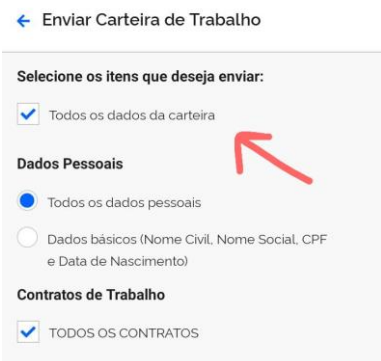 Enviar Carteira de Trabalho
Selecione os itens que deseja enviar:
Todos os dados da carteira
Dados Pessoais
Todos os dados pessoais
Dados básicos (Nome Civil, Nome Social, CPF
e Data de Nascimento)
Contratos de Trabalho
TODOS OS CONTRATOS